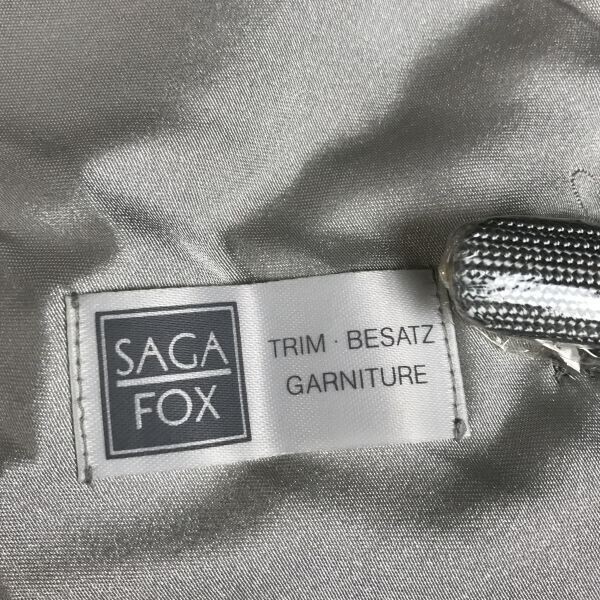 SAGA
FOX
TRIM · BESATZ
GARNITURE